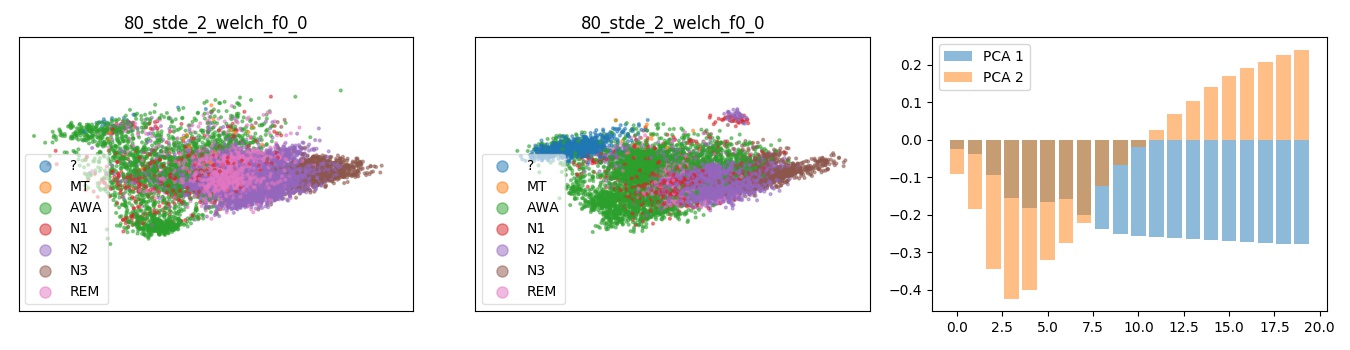 80_stde_2_welch_f0_0
?
MT
AWA
N1
N2
N3
REM
80_stde_2_welch_f0_0
?
MT
AWA
N1
N2
N3
REM
PCA 1
PCA 2
0.2
0.1
0.0
−0.1
−0.2
−0.3
−0.4
0.0 2.5 5.0 7.5 10.0 12.5 15.0 17.5 20.0